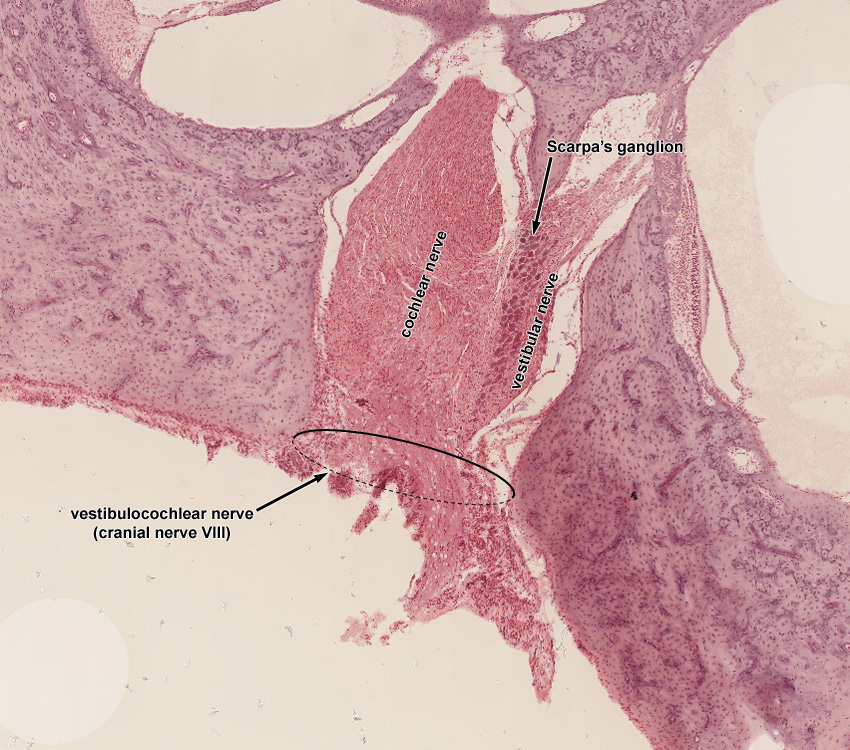 Scarpa's ganglion
cochlear nerve
vestibular nerve
vestibulocochlear nerve
(cranial nerve VIII)